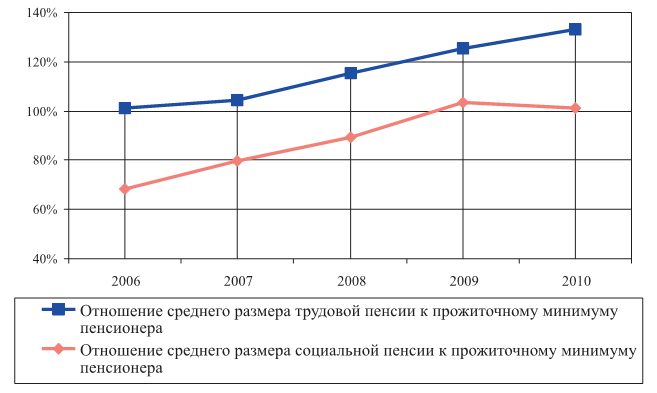 140%
120%
100%
80%
60%
40%
2006 2007 2008 2009 2010
Отношение среднего размера трудовой пенсии к прожиточному минимуму
пенсионера
Отношение среднего размера социальной пенсии к прожиточному минимуму
пенсионера